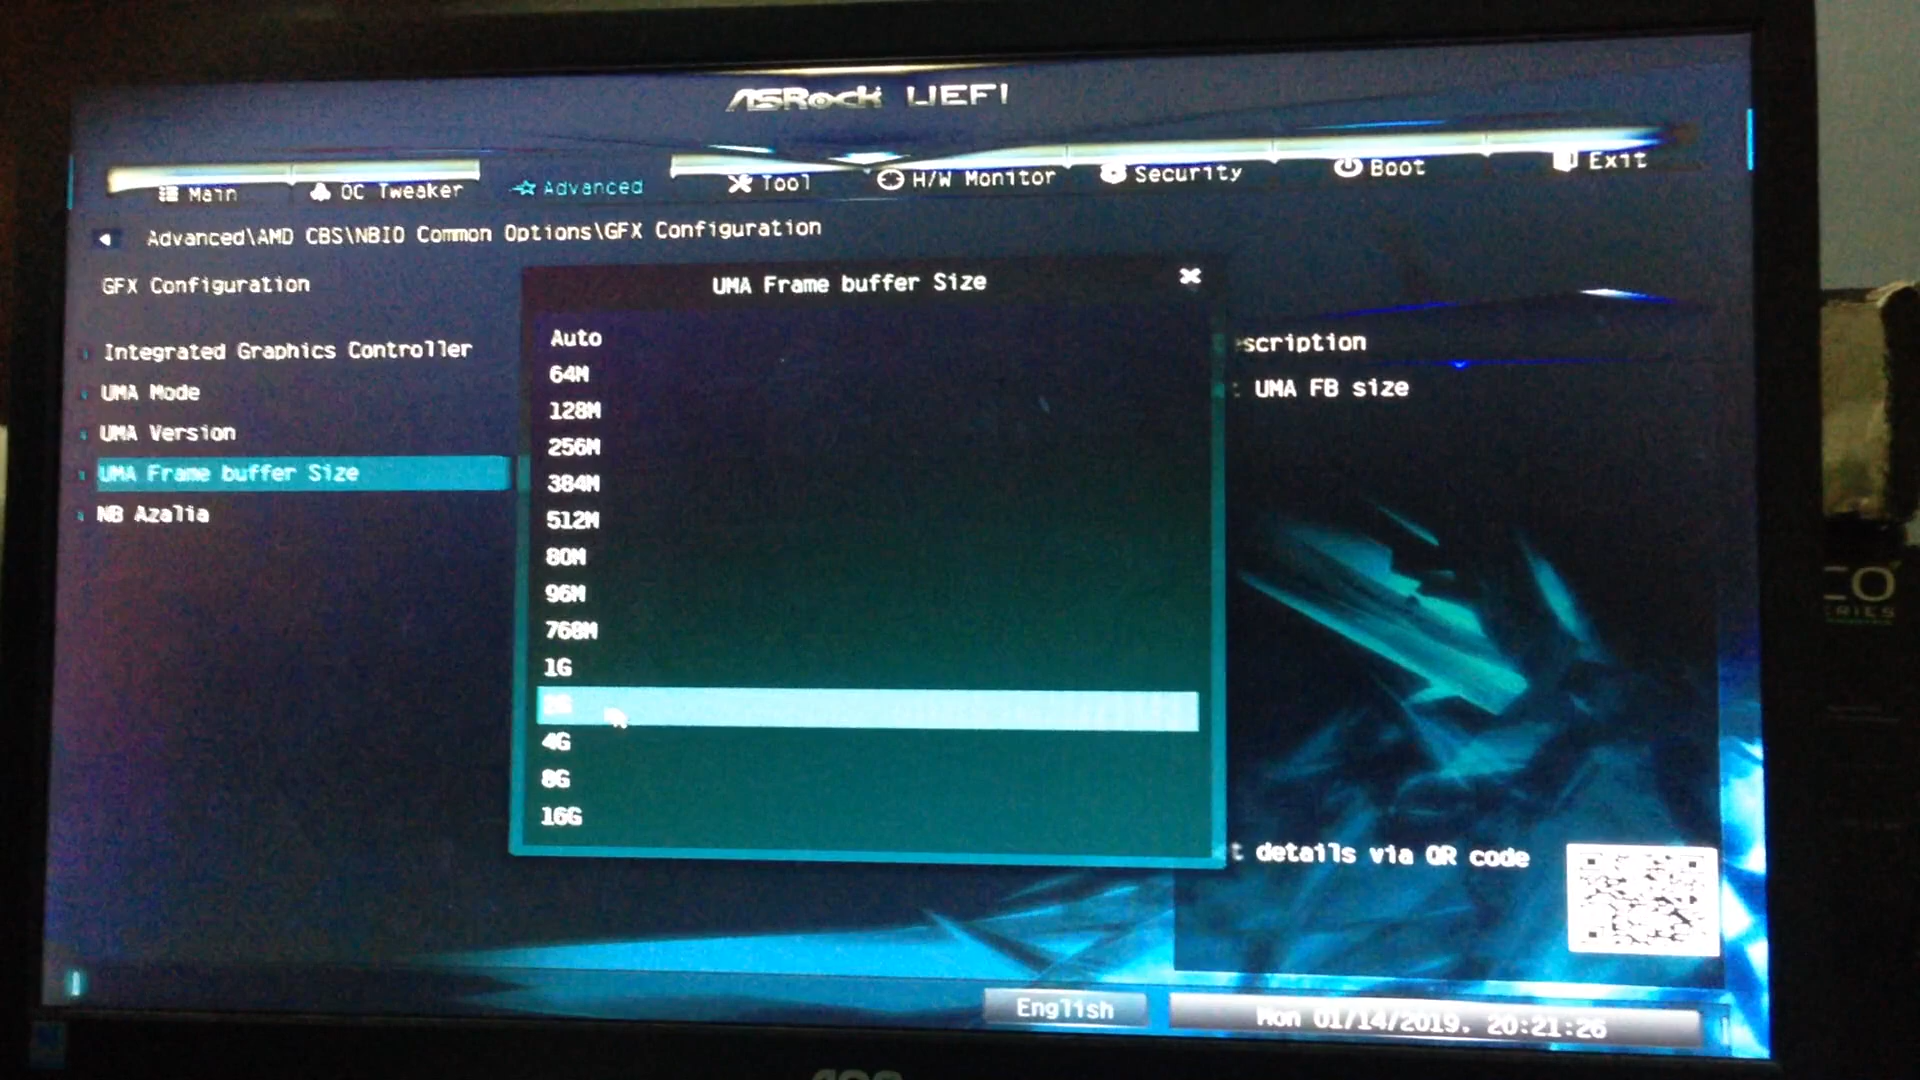 ASRock UEFI
Main OC Tweaker Advanced Tool H/W Monitor Security Boot Exit
Advanced\AMD CBS\NBIO Common Options\GFX Configuration
GFX Configuration
Integrated Graphics Controller
UMA Mode
UMA Version
UMA Frame buffer Size
NB Azalia
UMA Frame buffer Size
Auto
64M
128M
256M
384M
512M
80M
96M
768M
1G
2G
4G
8G
16G
scription
UMA FB size
t details via QR code
English
Mon 01/14/2019. 20:21:26
CO
ERIES